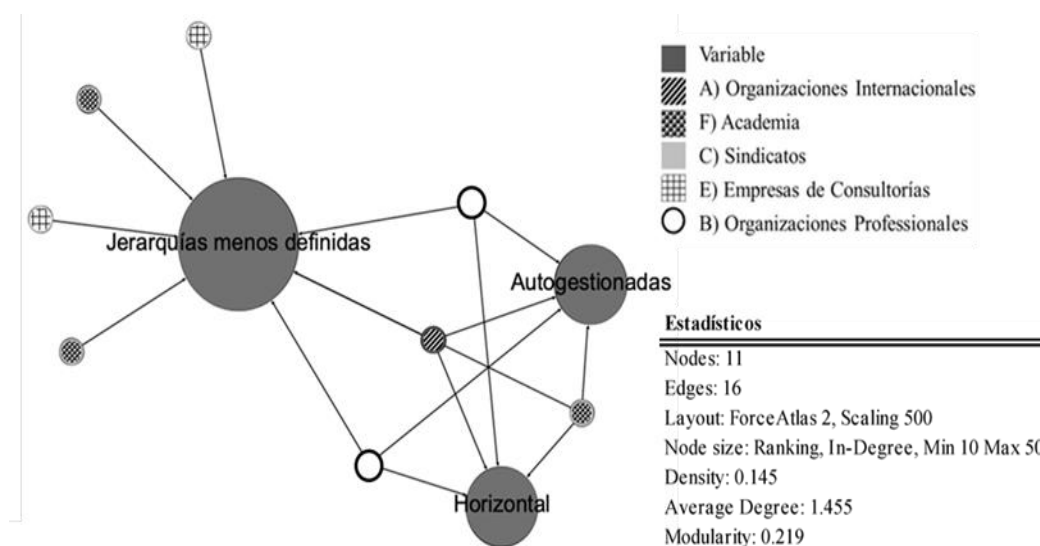 Jerarquías menos definidas
Autogestionadas
Horizontal
Variable
A) Organizaciones Internacionales
F) Academia
C) Sindicatos
E) Empresas de Consultorías
B) Organizaciones Professionales
Estadísticos
Nodes: 11
Edges: 16
Layout: ForceAtlas 2, Scaling 500
Node size: Ranking, In-Degree, Min 10 Max 50
Density: 0.145
Average Degree: 1.455
Modularity: 0.219